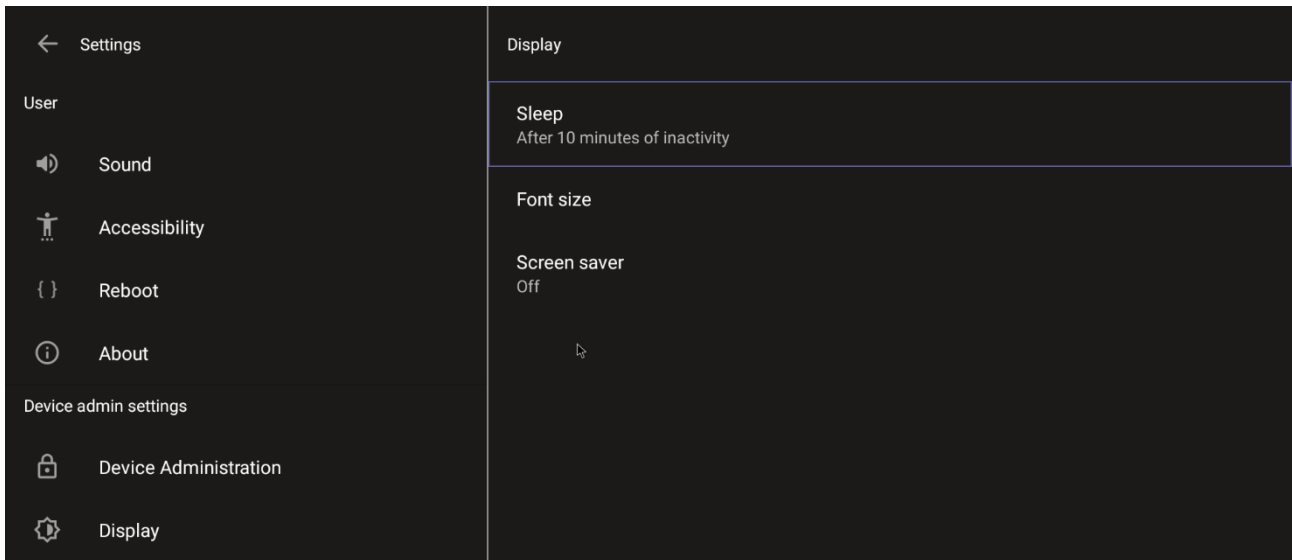 Settings
User
Sound
Accessibility
Reboot
About
Device admin settings
Device Administration
Display
Display
Sleep
After 10 minutes of inactivity
Font size
Screen saver
Off